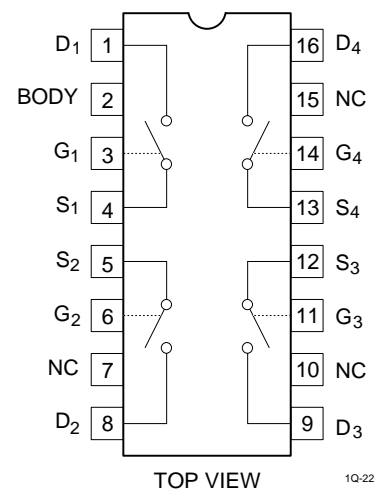 D1 1 16 D4
BODY 2 15 NC
G1 3 14 G4
S1 4 13 S4
S2 5 12 S3
G2 6 11 G3
NC 7 10 NC
D2 8 9 D3
TOP VIEW 1Q-22